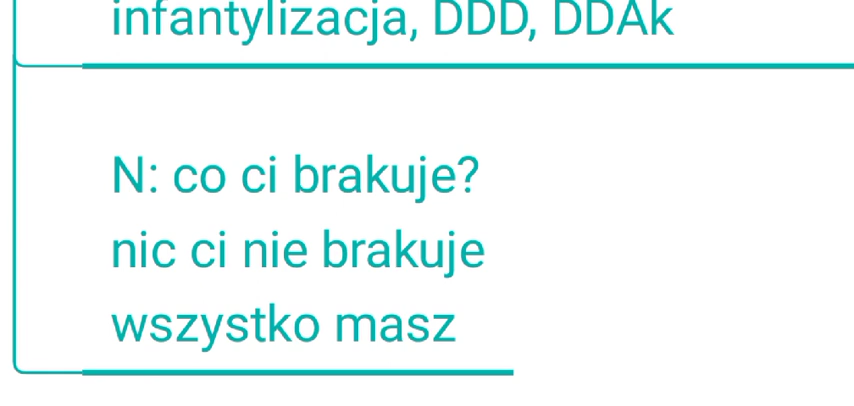 infantylizacja, DDD, DDAk
N: co ci brakuje?
nic ci nie brakuje
wszystko masz